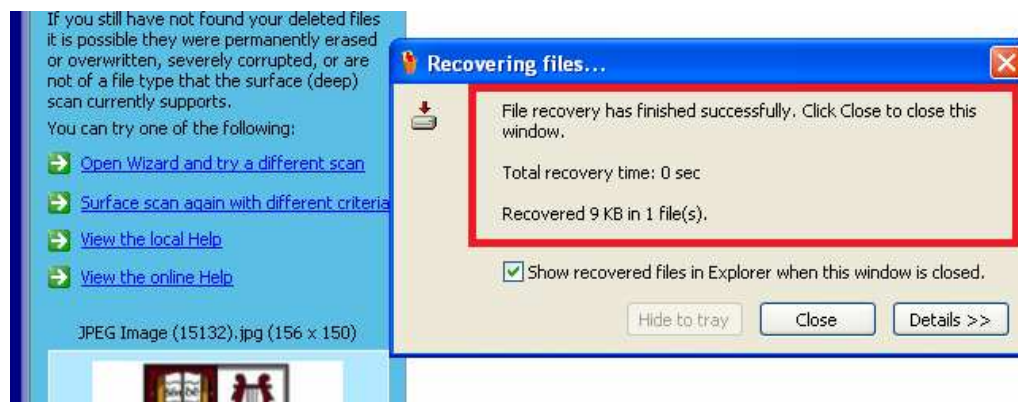 If you still have not found your deleted files
it is possible they were permanently erased
or overwritten, severely corrupted, or are
not of a file type that the surface (deep)
scan currently supports.
You can try one of the following:
Open Wizard and try a different scan
Surface scan again with different criteria
View the local Help
View the online Help
JPEG Image (15132).jpg (156 x 150)
Recovering files...
File recovery has finished successfully. Click Close to close this
window.
Total recovery time: 0 sec
Recovered 9 KB in 1 file(s).
Show recovered files in Explorer when this window is closed.
Hide to tray
Close
Details >>